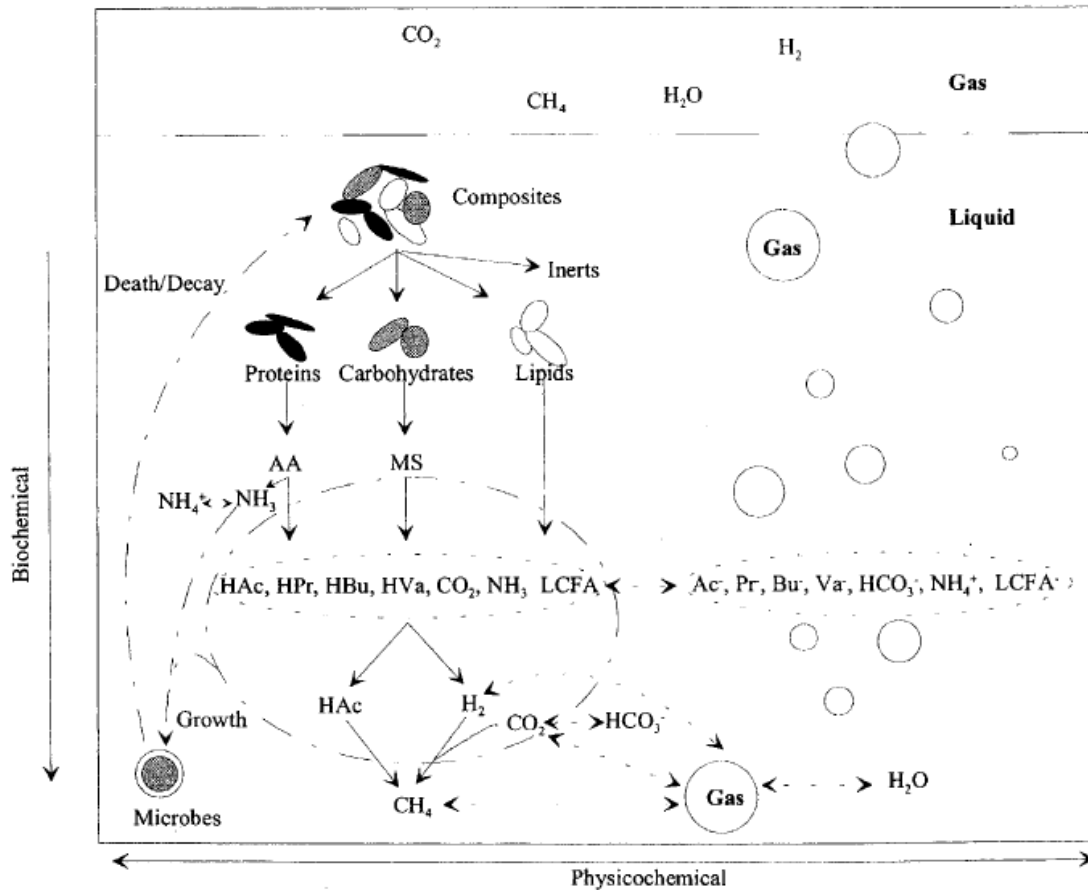 CO₂
H₂
Gas
CH₄
H₂O
Composites
Liquid
Gas
Inerts
Death/Decay
Proteins
Carbohydrates
Lipids
AA
MS
NH₄⁺
NH₃
Biochemical
HAc, HPr, HBu, HVa, CO₂, NH₃ LCFA
Ac⁻, Pr⁻, Bu⁻, Va⁻, HCO₃⁻, NH₄⁺, LCFA⁻
HAc
H₂
Growth
CO₂
HCO₃⁻
Gas
H₂O
CH₄
Microbes
Physicochemical